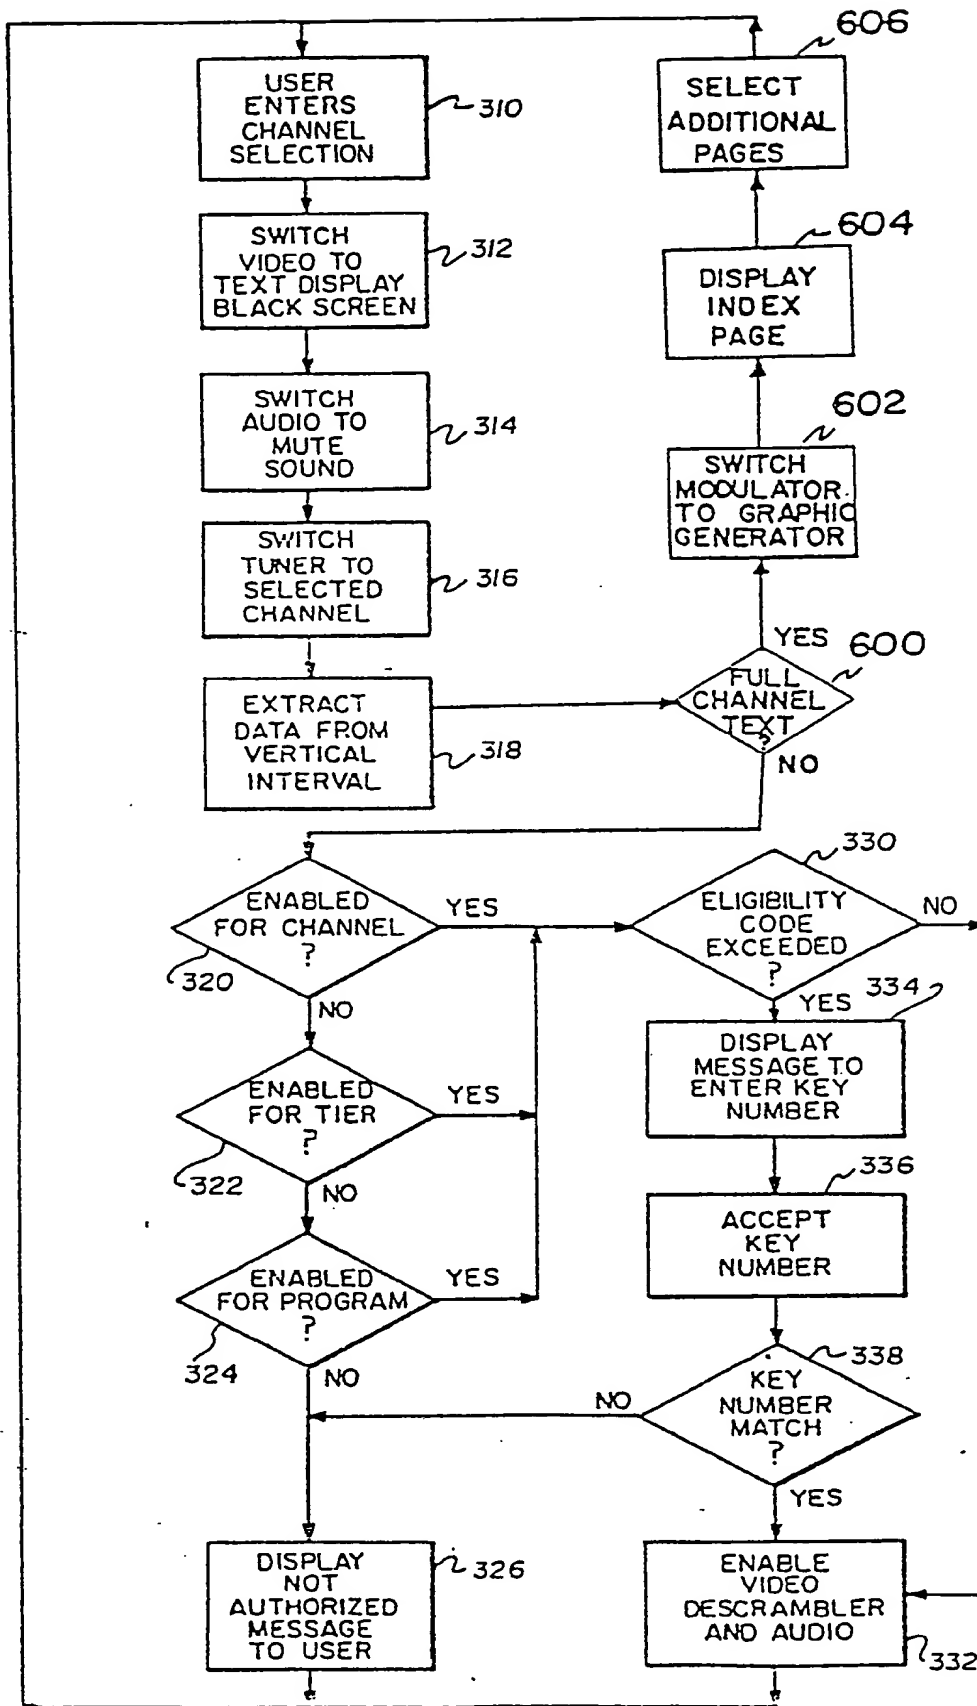 USER
ENTERS
CHANNEL
SELECTION
310
SWITCH
VIDEO TO
TEXT DISPLAY
BLACK SCREEN
312
SWITCH
AUDIO TO
MUTE
SOUND
314
SWITCH
TUNER TO
SELECTED
CHANNEL
316
EXTRACT
DATA FROM
VERTICAL
INTERVAL
318
606
SELECT
ADDITIONAL
PAGES
604
DISPLAY
INDEX
PAGE
602
SWITCH
MODULATOR
TO GRAPHIC
GENERATOR
YES
600
FULL
CHANNEL
TEXT
?
NO
ENABLED
FOR CHANNEL
?
320
YES
NO
ENABLED
FOR TIER
?
322
YES
NO
ENABLED
FOR PROGRAM
?
324
YES
NO
330
ELIGIBILITY
CODE
EXCEEDED
?
NO
YES
334
DISPLAY
MESSAGE TO
ENTER KEY
NUMBER
336
ACCEPT
KEY
NUMBER
338
KEY
NUMBER
MATCH
?
NO
YES
DISPLAY
NOT
AUTHORIZED
MESSAGE
TO USER
326
ENABLE
VIDEO
DESCRAMBLER
AND AUDIO
332